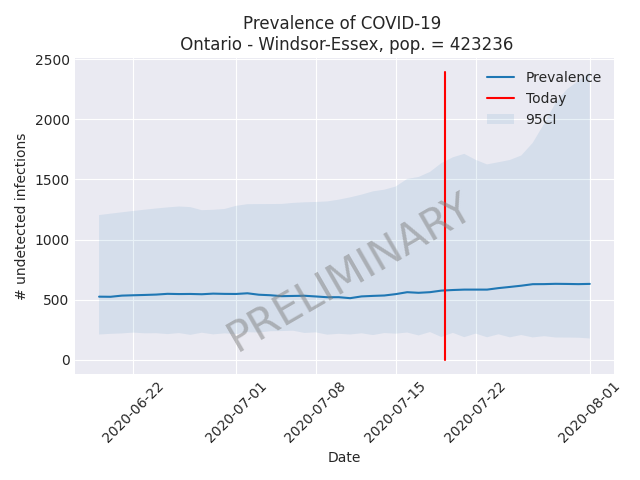 Prevalence of COVID-19
Ontario - Windsor-Essex, pop. = 423236
2500
2000
1500
1000
500
0
# undetected infections
Prevalence
Today
95CI
PRELIMINARY
2020-06-22
2020-07-01
2020-07-08
2020-07-15
2020-07-22
2020-08-01
Date